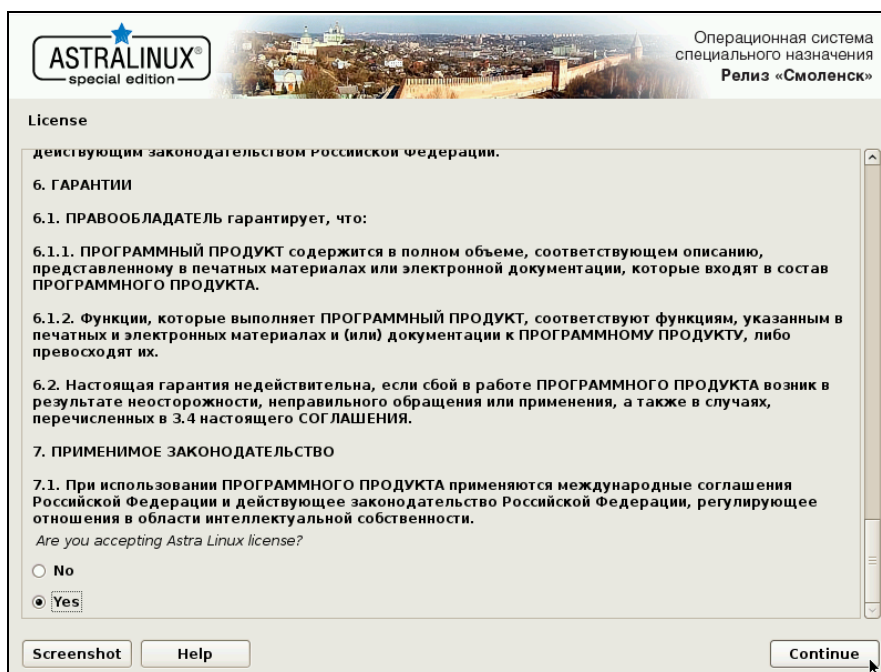 ASTRALINUX®
special edition
Операционная система
специального назначения
Релиз «Смоленск»
License
действующим законодательством Российской Федерации.
6. ГАРАНТИИ
6.1. ПРАВООБЛАДАТЕЛЬ гарантирует, что:
6.1.1. ПРОГРАММНЫЙ ПРОДУКТ содержится в полном объеме, соответствующем описанию,
представленному в печатных материалах или электронной документации, которые входят в состав
ПРОГРАММНОГО ПРОДУКТА.
6.1.2. Функции, которые выполняет ПРОГРАММНЫЙ ПРОДУКТ, соответствуют функциям, указанным в
печатных и электронных материалах и (или) документации к ПРОГРАММНОМУ ПРОДУКТУ, либо
превосходят их.
6.2. Настоящая гарантия недействительна, если сбой в работе ПРОГРАММНОГО ПРОДУКТА возник в
результате неосторожности, неправильного обращения или применения, а также в случаях,
перечисленных в 3.4 настоящего СОГЛАШЕНИЯ.
7. ПРИМЕНИМОЕ ЗАКОНОДАТЕЛЬСТВО
7.1. При использовании ПРОГРАММНОГО ПРОДУКТА применяются международные соглашения
Российской Федерации и действующее законодательство Российской Федерации, регулирующее
отношения в области интеллектуальной собственности.
Are you accepting Astra Linux license?
No
Yes
Screenshot
Help
Continue